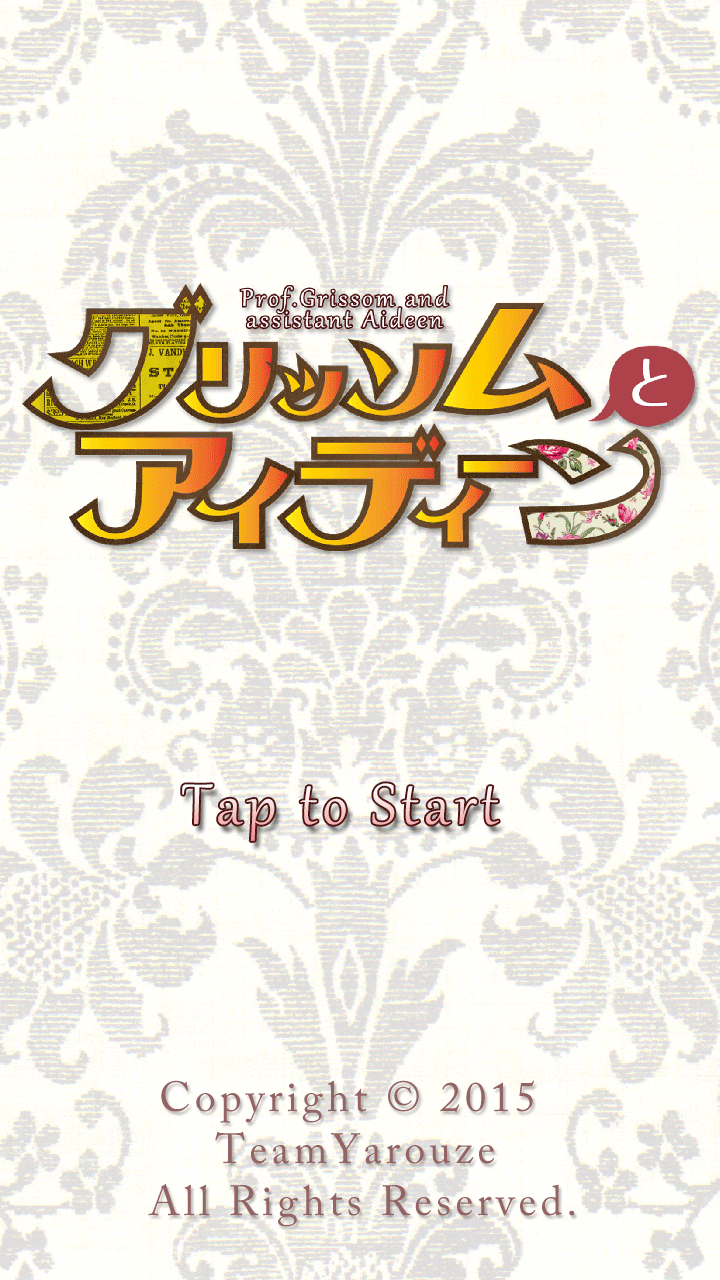 Prof.Grissom and
assistant Aideen
グリッソムと
アイディーン
Tap to Start
Copyright © 2015
TeamYarouze
All Rights Reserved.